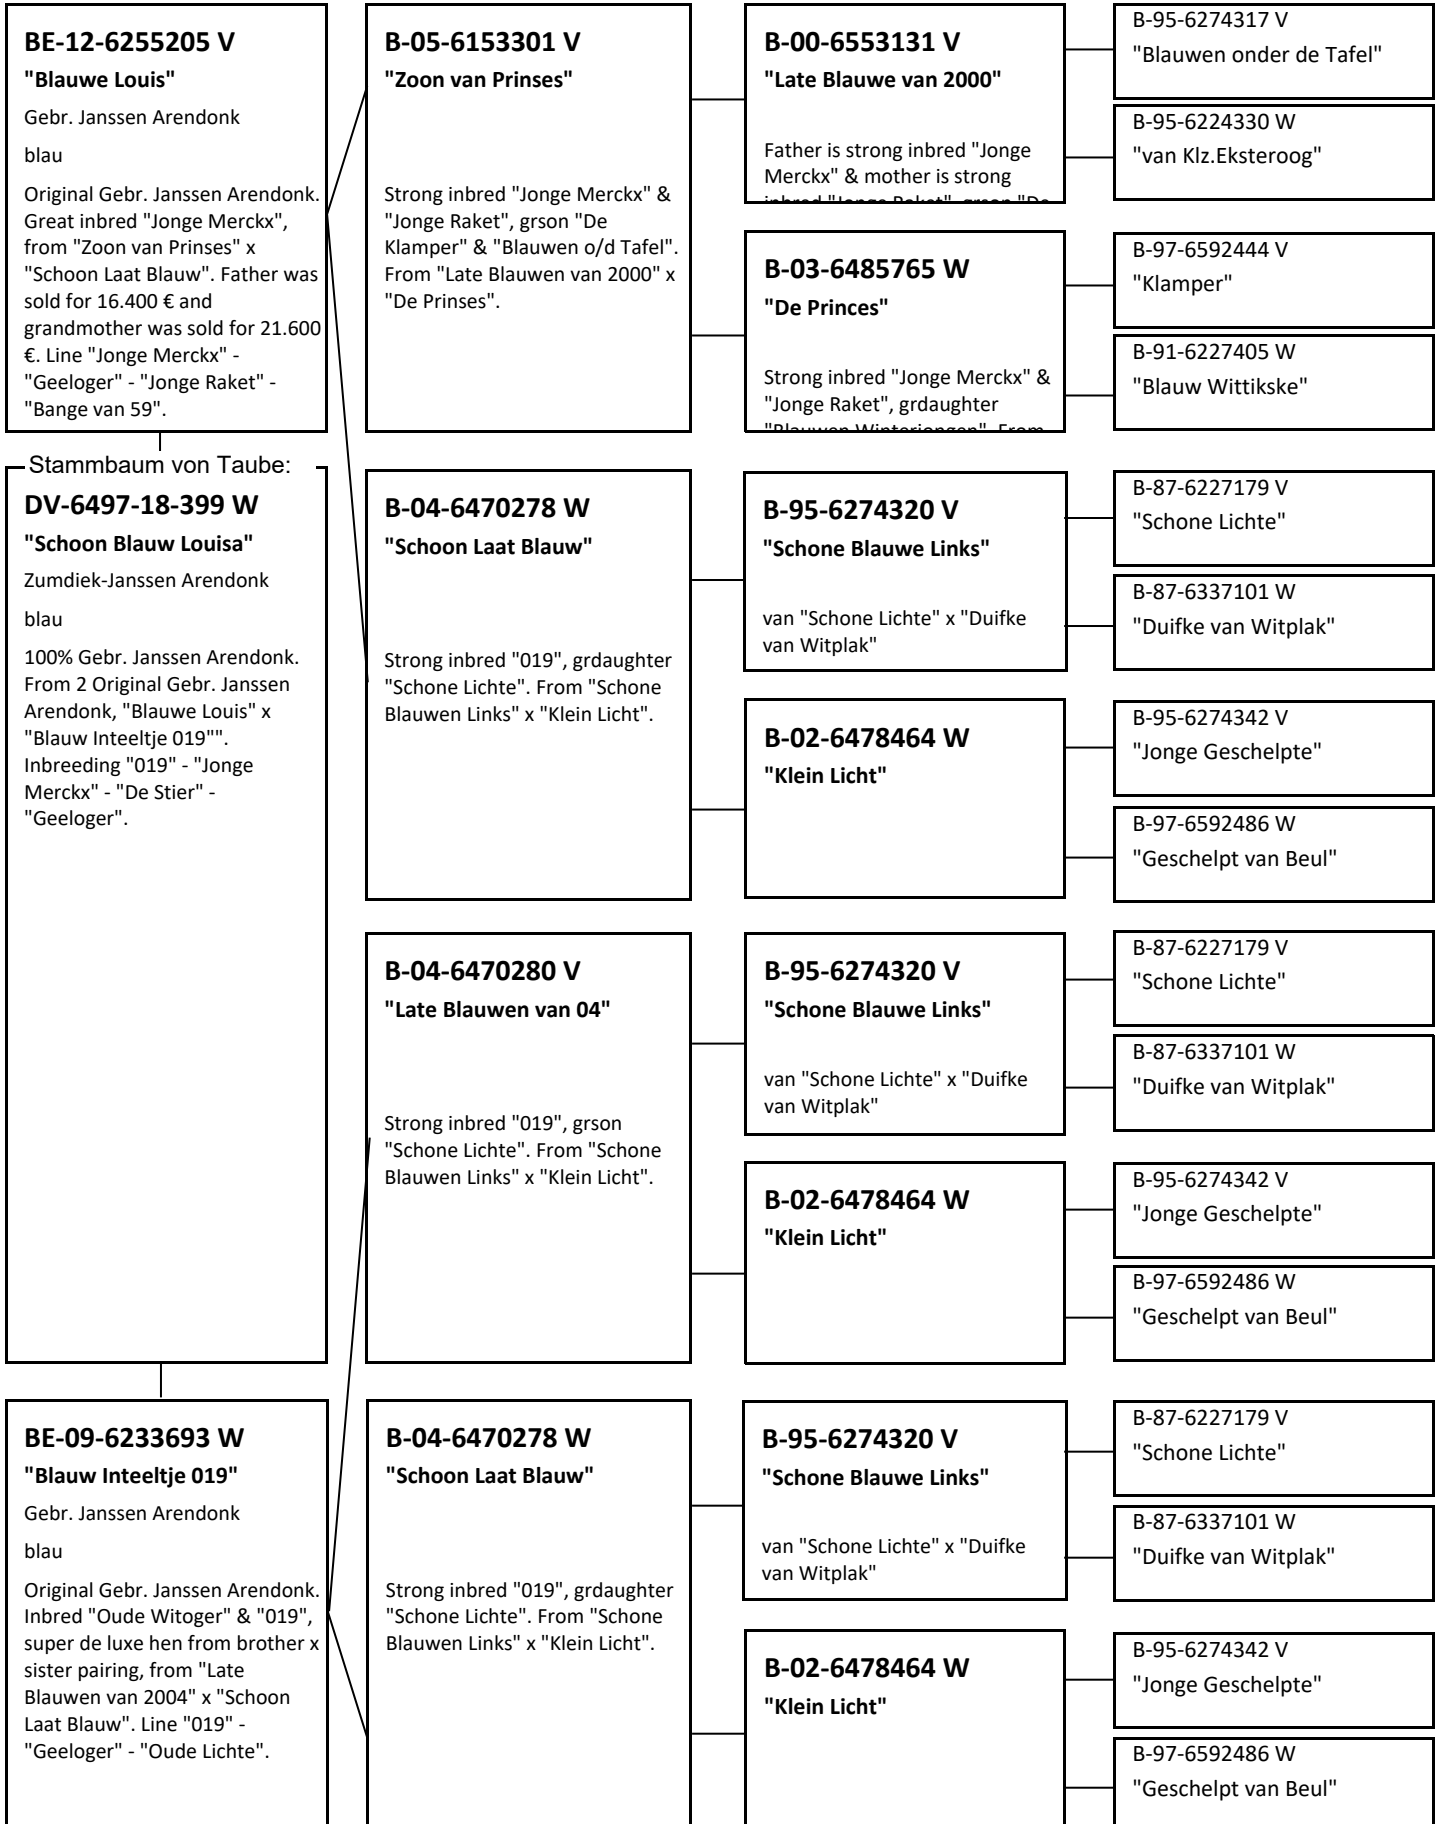 BE-12-6255205 V
"Blauwe Louis"
Gebr. Janssen Arendonk
blau
Original Gebr. Janssen Arendonk.
Great inbred "Jonge Merckx",
from "Zoon van Prinses" x
"Schoon Laat Blauw". Father was
sold for 16.400 € and
grandmother was sold for 21.600
€. Line "Jonge Merckx" -
"Geeloger" - "Jonge Raket" -
"Bange van 59".
Stammbaum von Taube:
DV-6497-18-399 W
"Schoon Blauw Louisa"
Zumdiek-Janssen Arendonk
blau
100% Gebr. Janssen Arendonk.
From 2 Original Gebr. Janssen
Arendonk, "Blauwe Louis" x
"Blauw Inteeltje 019"".
Inbreeding "019" - "Jonge
Merckx" - "De Stier" -
"Geeloger".
BE-09-6233693 W
"Blauw Inteeltje 019"
Gebr. Janssen Arendonk
blau
Original Gebr. Janssen Arendonk.
Inbred "Oude Witoger" & "019",
super de luxe hen from brother x
sister pairing, from "Late
Blauwen van 2004" x "Schoon
Laat Blauw". Line "019" -
"Geeloger" - "Oude Lichte".
B-05-6153301 V
"Zoon van Prinses"
Strong inbred "Jonge Merckx" &
"Jonge Raket", grson "De
Klamper" & "Blauwen o/d Tafel".
From "Late Blauwen van 2000" x
"De Prinses".
B-04-6470278 W
"Schoon Laat Blauw"
Strong inbred "019", grdaughter
"Schone Lichte". From "Schone
Blauwen Links" x "Klein Licht".
B-04-6470280 V
"Late Blauwen van 04"
Strong inbred "019", grson
"Schone Lichte". From "Schone
Blauwen Links" x "Klein Licht".
B-04-6470278 W
"Schoon Laat Blauw"
Strong inbred "019", grdaughter
"Schone Lichte". From "Schone
Blauwen Links" x "Klein Licht".
B-00-6553131 V
"Late Blauwe van 2000"
Father is strong inbred "Jonge
Merckx" & mother is strong
inbred "Jonge Raket", grson "De
B-03-6485765 W
"De Princes"
Strong inbred "Jonge Merckx" &
"Jonge Raket", grdaughter
"Blauwen Winterjongen". From
B-95-6274320 V
"Schone Blauwe Links"
van "Schone Lichte" x "Duifke
van Witplak"
B-02-6478464 W
"Klein Licht"
B-95-6274320 V
"Schone Blauwe Links"
van "Schone Lichte" x "Duifke
van Witplak"
B-02-6478464 W
"Klein Licht"
B-95-6274320 V
"Schone Blauwe Links"
van "Schone Lichte" x "Duifke
van Witplak"
B-02-6478464 W
"Klein Licht"
B-95-6274317 V
"Blauwen onder de Tafel"
B-95-6224330 W
"van Klz.Eksteroog"
B-97-6592444 V
"Klamper"
B-91-6227405 W
"Blauw Wittikske"
B-87-6227179 V
"Schone Lichte"
B-87-6337101 W
"Duifke van Witplak"
B-95-6274342 V
"Jonge Geschelpte"
B-97-6592486 W
"Geschelpt van Beul"
B-87-6227179 V
"Schone Lichte"
B-87-6337101 W
"Duifke van Witplak"
B-95-6274342 V
"Jonge Geschelpte"
B-97-6592486 W
"Geschelpt van Beul"
B-87-6227179 V
"Schone Lichte"
B-87-6337101 W
"Duifke van Witplak"
B-95-6274342 V
"Jonge Geschelpte"
B-97-6592486 W
"Geschelpt van Beul"